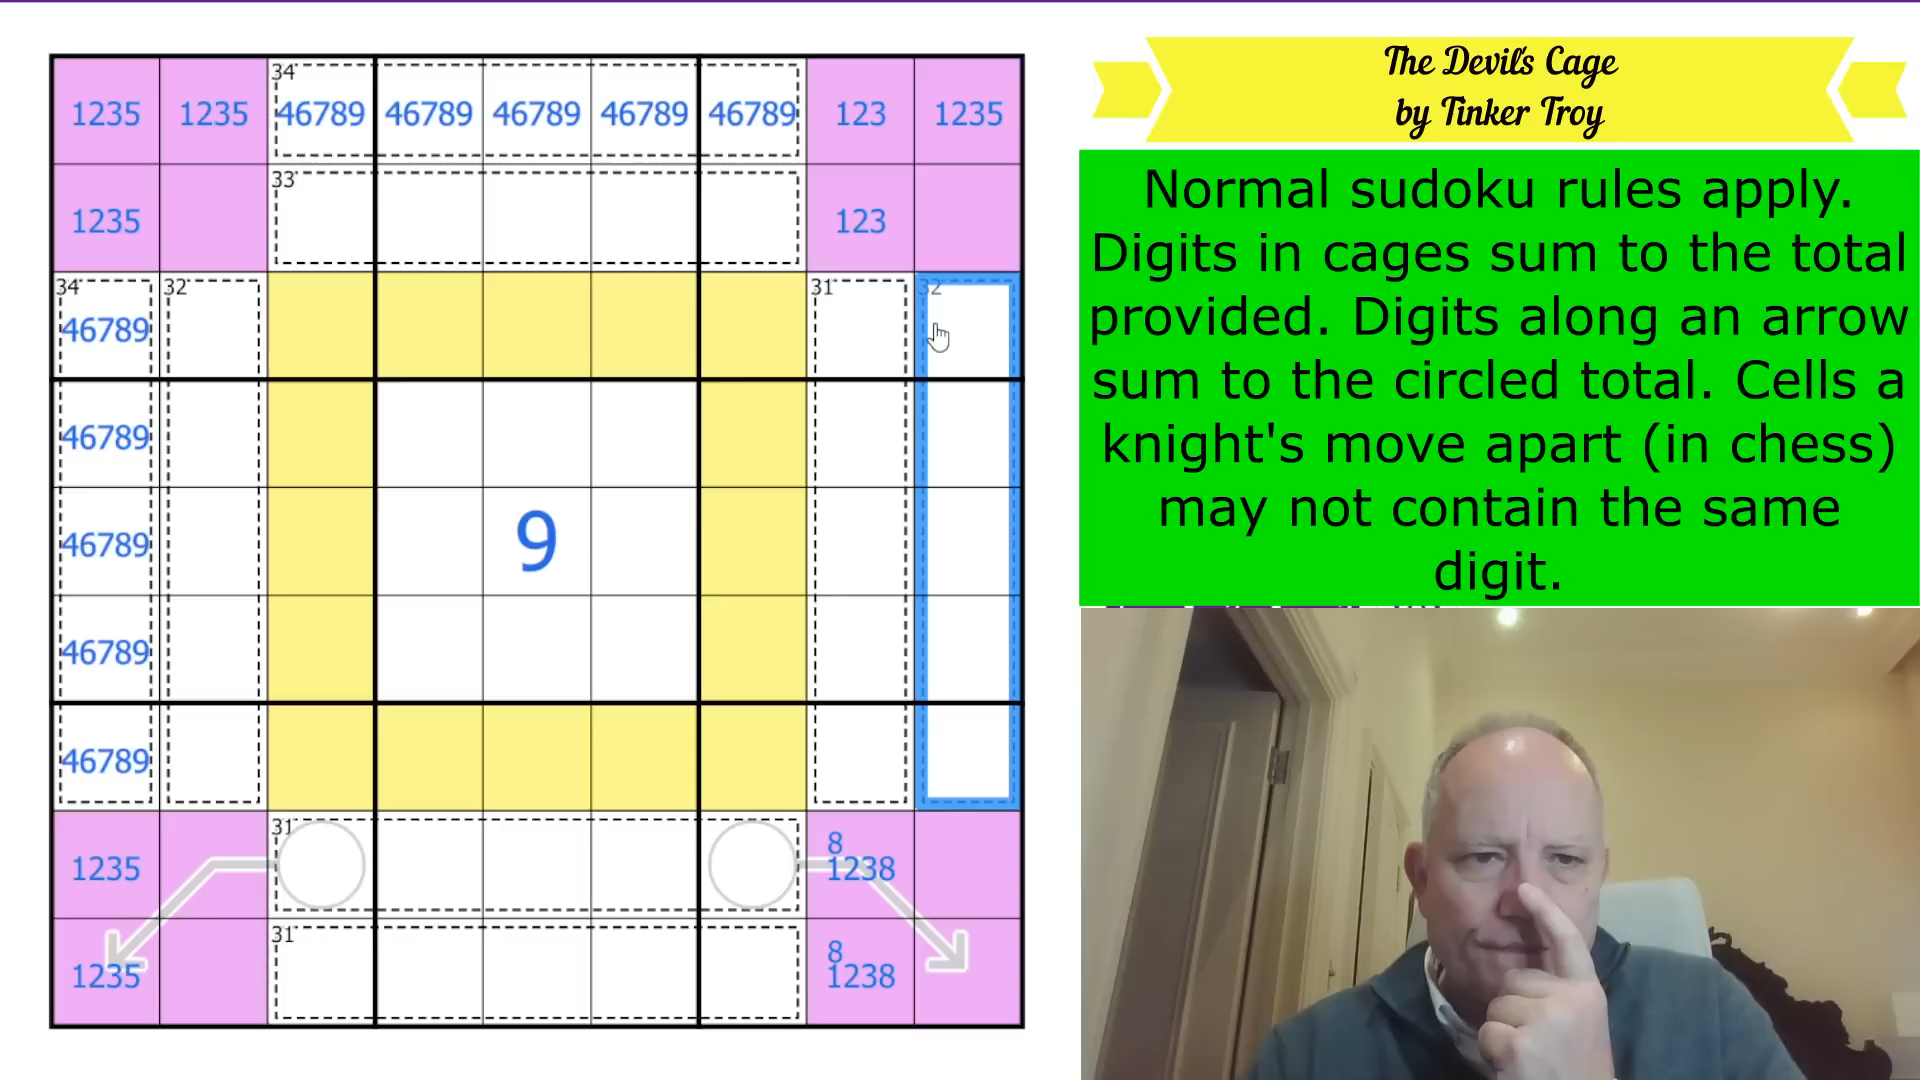 The Devil's Cage
by Tinker Troy
Normal sudoku rules apply.
Digits in cages sum to the total
provided. Digits along an arrow
sum to the circled total. Cells a
knight's move apart (in chess)
may not contain the same
digit.
34
1235 1235 46789 46789 46789 46789 46789 123 1235
33
1235 123
34 32 31 32
46789
46789
46789 9
46789
46789
31 8
1235 1238
31 8
1235 1238